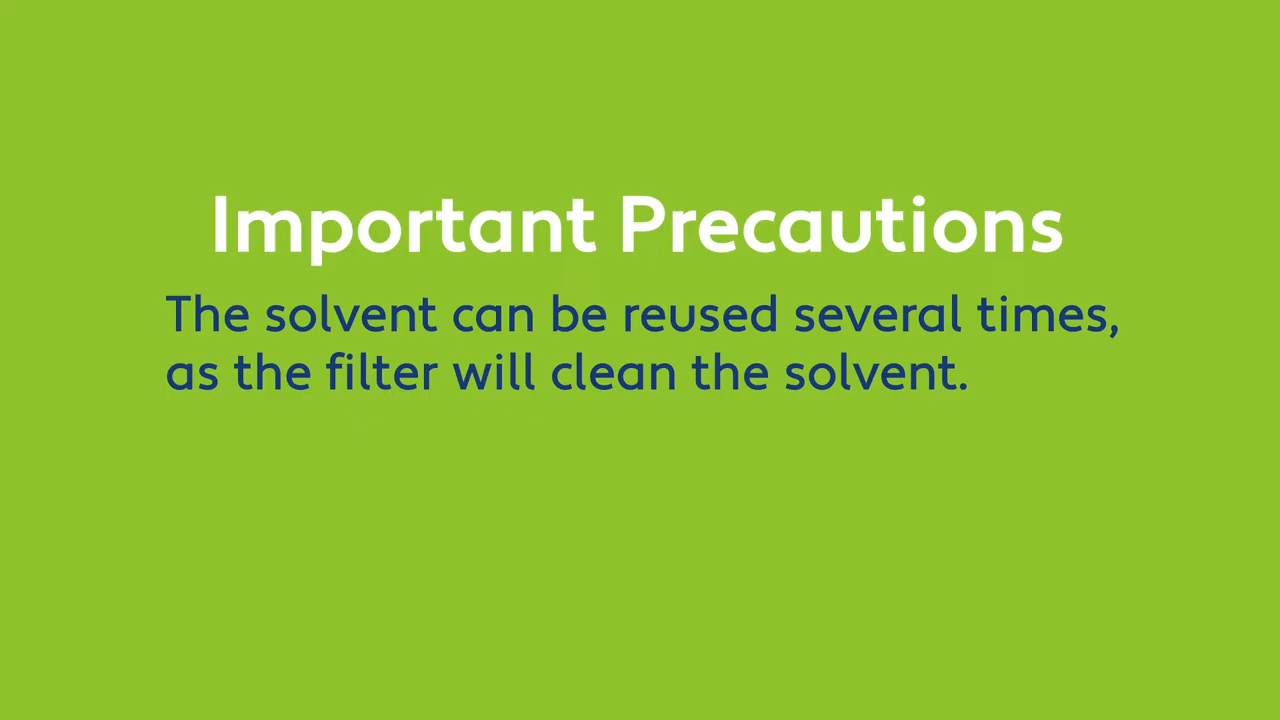 Important Precautions
The solvent can be reused several times,
as the filter will clean the solvent.